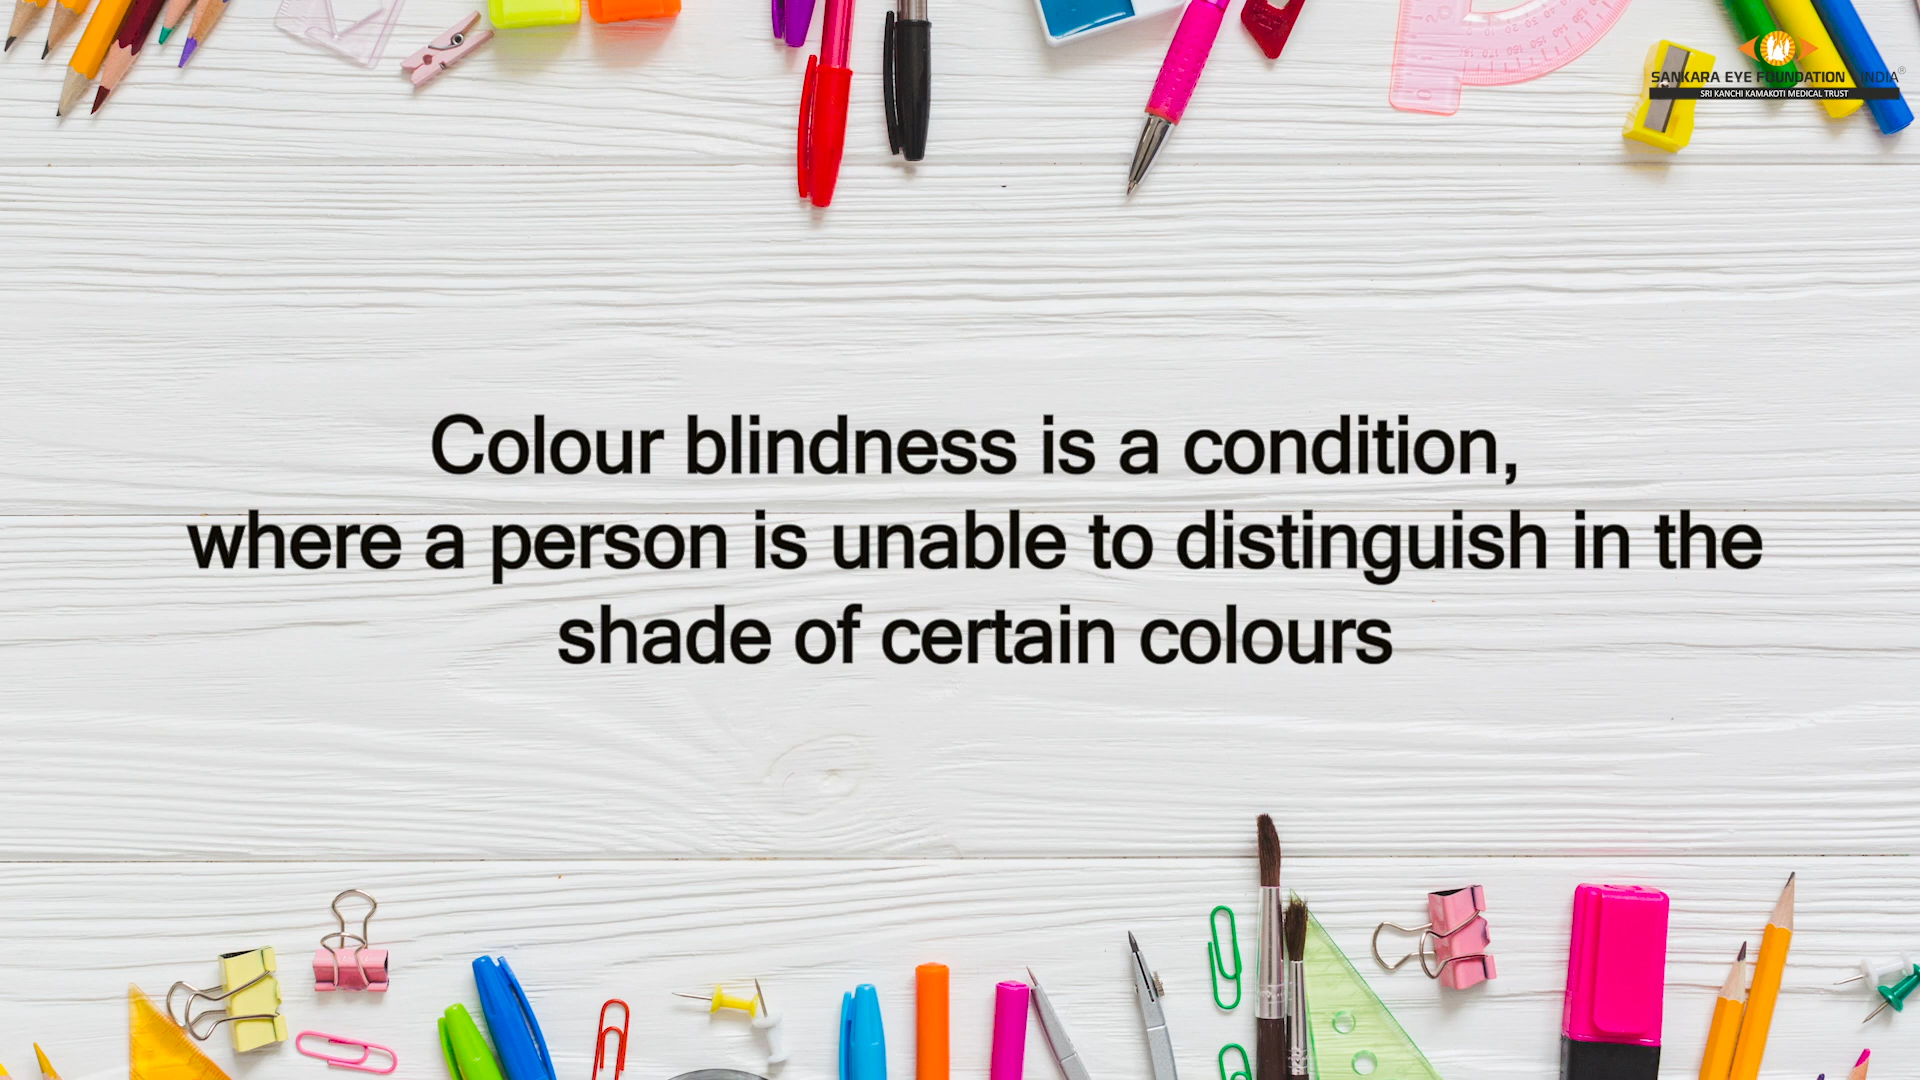 SANKARA EYE FOUNDATION INDIA®
SRI KANCHI KAMAKOTI MEDICAL TRUST
Colour blindness is a condition,
where a person is unable to distinguish in the
shade of certain colours